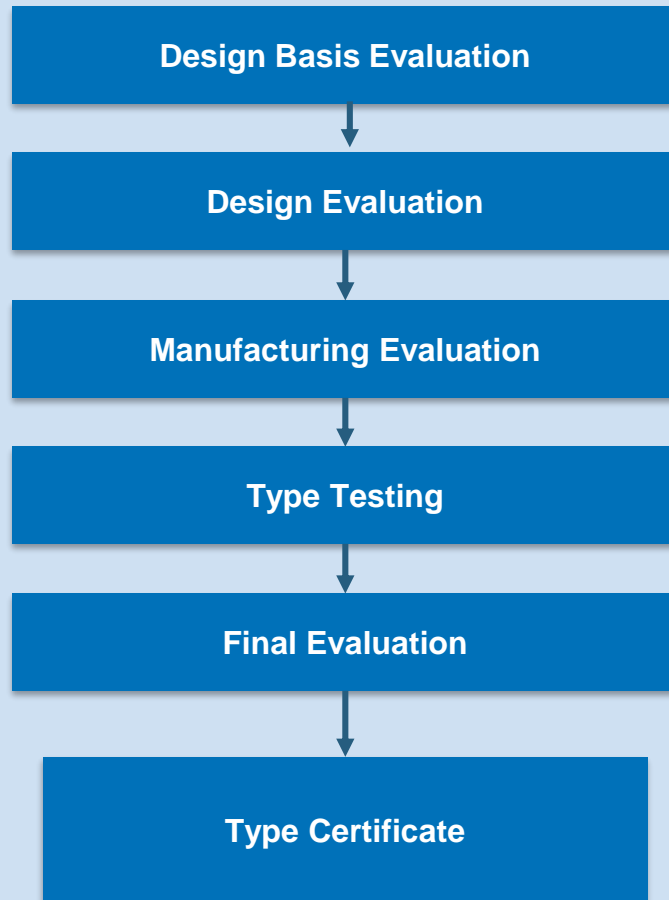 Design Basis Evaluation
Design Evaluation
Manufacturing Evaluation
Type Testing
Final Evaluation
Type Certificate